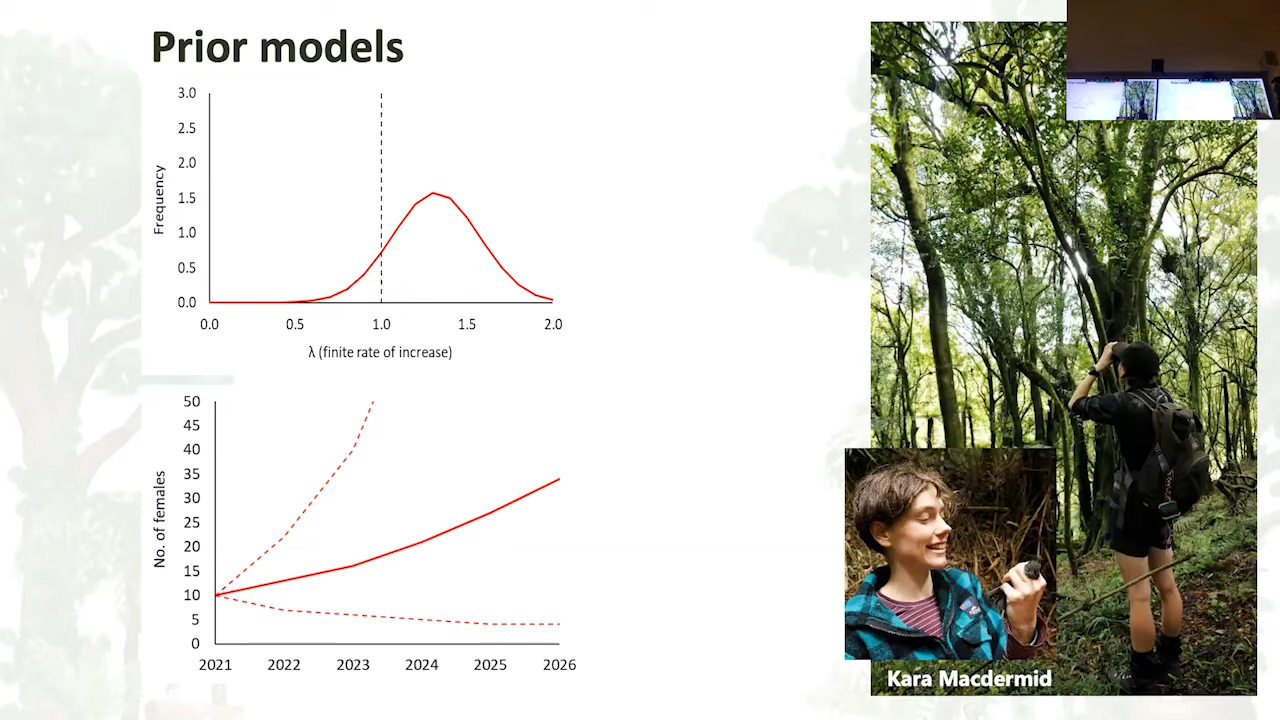 Prior models
3.0
2.5
2.0
1.5
1.0
0.5
0.0
Frequency
0.0 0.5 1.0 1.5 2.0
λ (finite rate of increase)
50
45
40
35
30
25
20
15
10
5
0
No. of females
2021 2022 2023 2024 2025 2026
Kara Macdermid